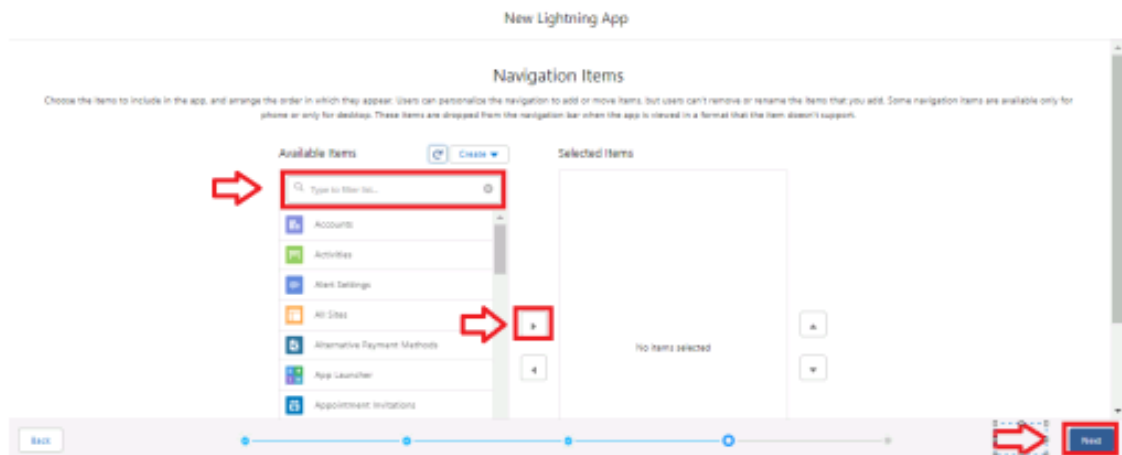 New Lightning App
Navigation Items
Choose the items to include in the app, and arrange the order in which they appear. Users can personalize the navigation to add or move items, but users can't remove or rename the items that you add. Some navigation items are available only for
phone or only for desktop. These items are dropped from the navigation bar when the app is viewed in a format that the item doesn't support.
Available Items
Create
Selected Items
Type to filter list...
Accounts
Activities
Alert Settings
All Sites
Alternative Payment Methods
No items selected
App Launcher
Appointment Invitations
Back
Next